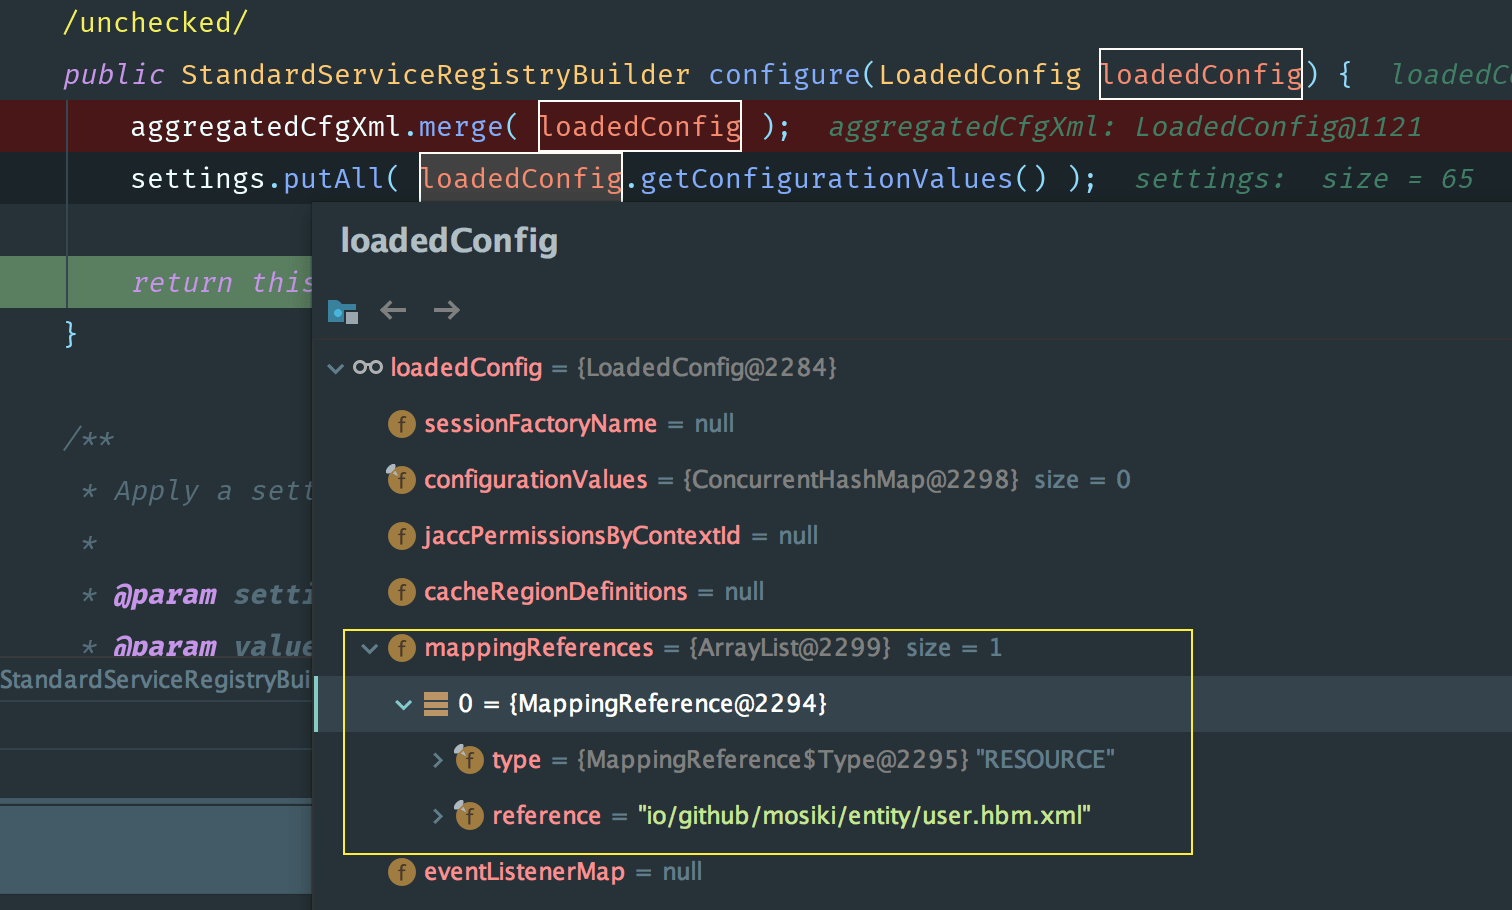 /unchecked/
public StandardServiceRegistryBuilder configure(LoadedConfig loadedConfig) { loadedC
aggregatedCfgXml.merge( loadedConfig ); aggregatedCfgXml: LoadedConfig@1121
settings.putAll( loadedConfig.getConfigurationValues() ); settings: size = 65
loadedConfig
return this
}
loadedConfig = {LoadedConfig@2284}
f sessionFactoryName = null
/**
f configurationValues = {ConcurrentHashMap@2298} size = 0
* Apply a sett
f jaccPermissionsByContextId = null
*
f cacheRegionDefinitions = null
* @param setti
f mappingReferences = {ArrayList@2299} size = 1
* @param value
StandardServiceRegistryBui
0 = {MappingReference@2294}
f type = {MappingReference$Type@2295} "RESOURCE"
f reference = "io/github/mosiki/entity/user.hbm.xml"
f eventListenerMap = null